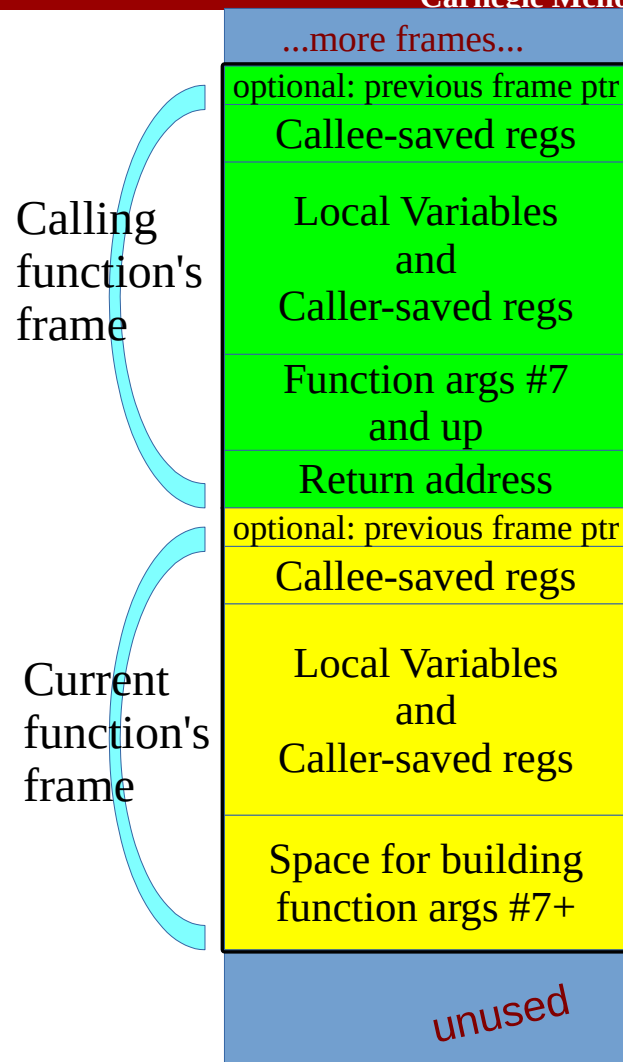 ...more frames...
optional: previous frame ptr
Callee-saved regs
Calling
function's
frame
Local Variables
and
Caller-saved regs
Function args #7
and up
Return address
optional: previous frame ptr
Callee-saved regs
Current
function's
frame
Local Variables
and
Caller-saved regs
Space for building
function args #7+
unused